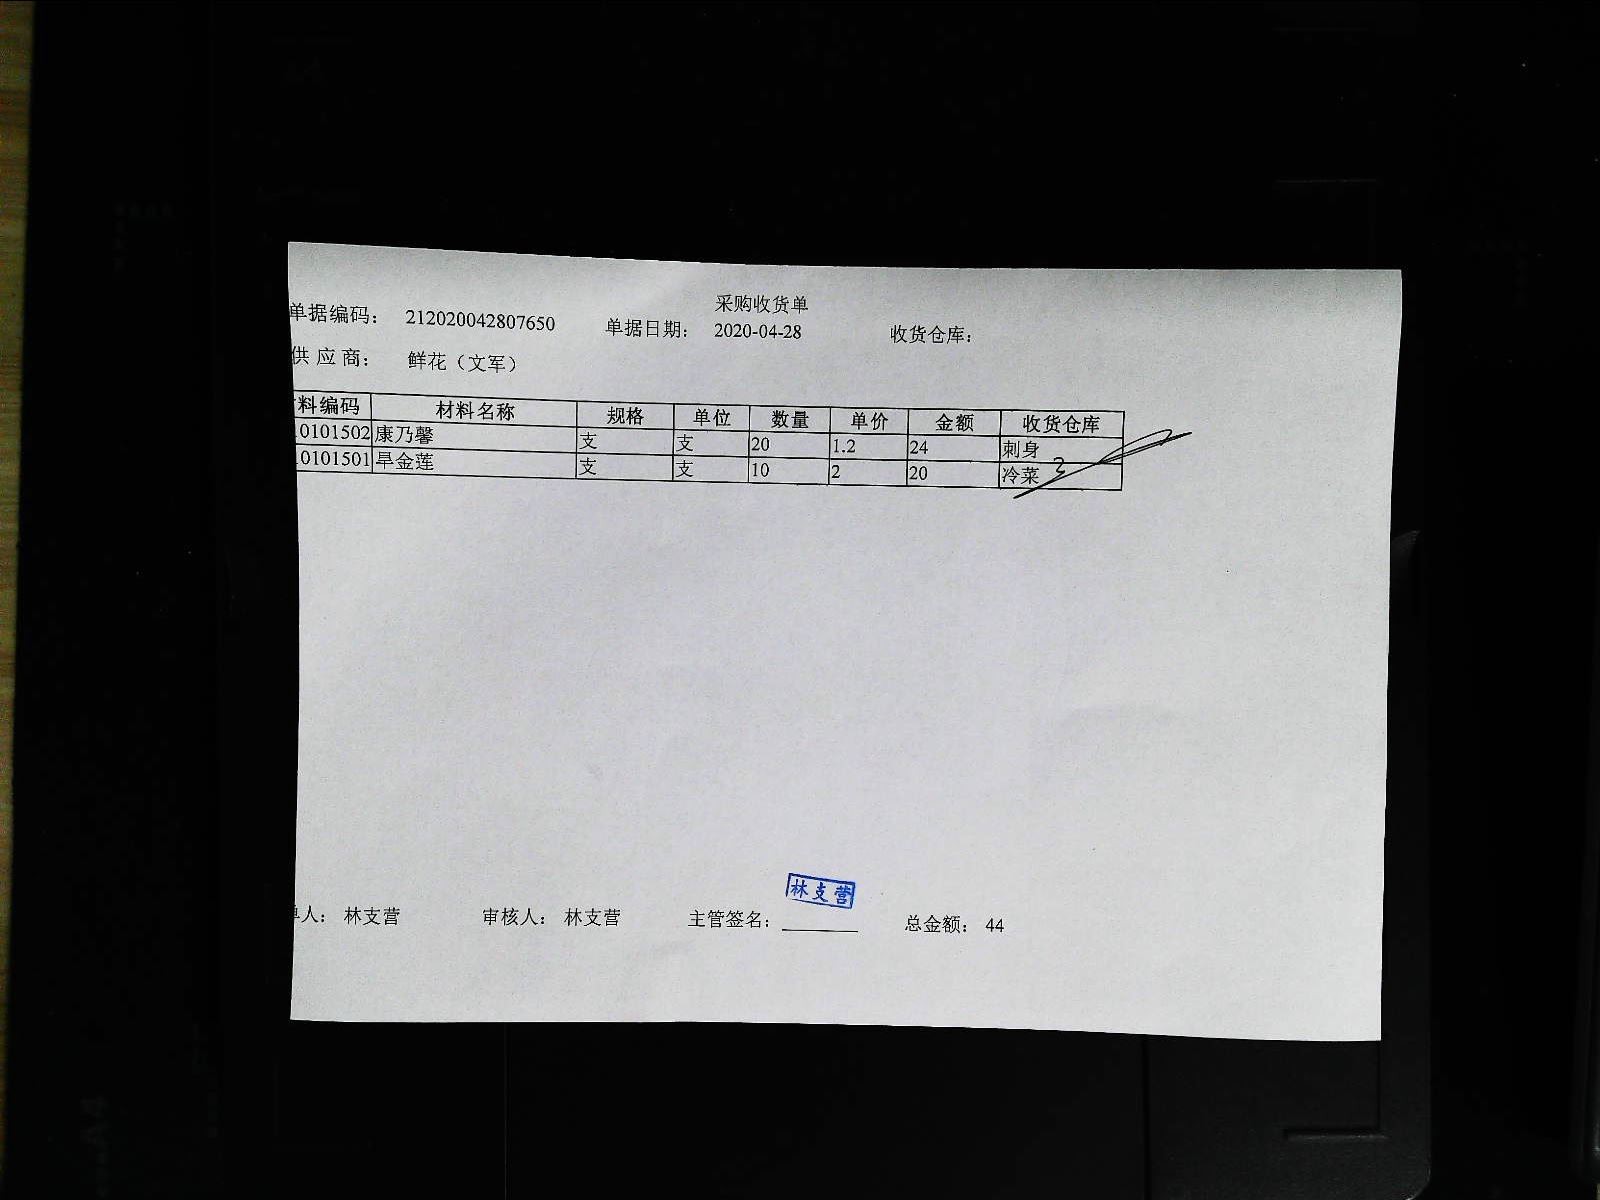 采购收货单
单据编码： 212020042807650 单据日期： 2020-04-28 收货仓库：
供 应 商： 鲜花（文军）
料编码 材料名称 规格 单位 数量 单价 金额 收货仓库
0101502 康乃馨 支 支 20 1.2 24 刺身
0101501 旱金莲 支 支 10 2 20 冷菜
林支营
人： 林支营 审核人： 林支营 主管签名： 总金额： 44